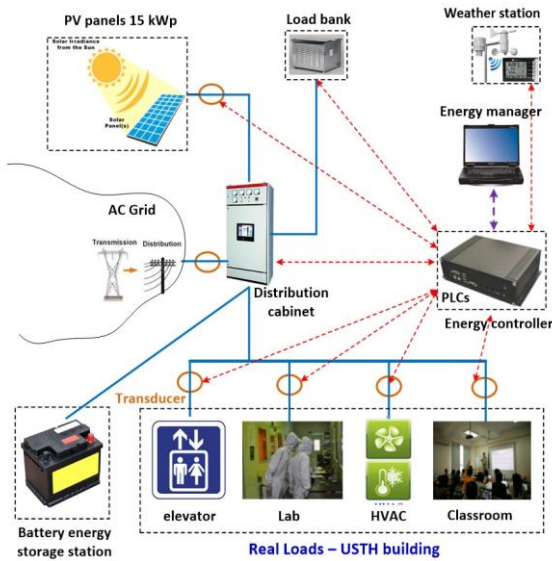 PV panels 15 kWp
Solar Irradiance
from the Sun
Solar
Panel(s)
Load bank
Weather station
Energy manager
AC Grid
Transmission
Distribution
Distribution
cabinet
PLCs
Energy controller
Transducer
elevator
Lab
HVAC
Classroom
Battery energy
storage station
Real Loads – USTH building